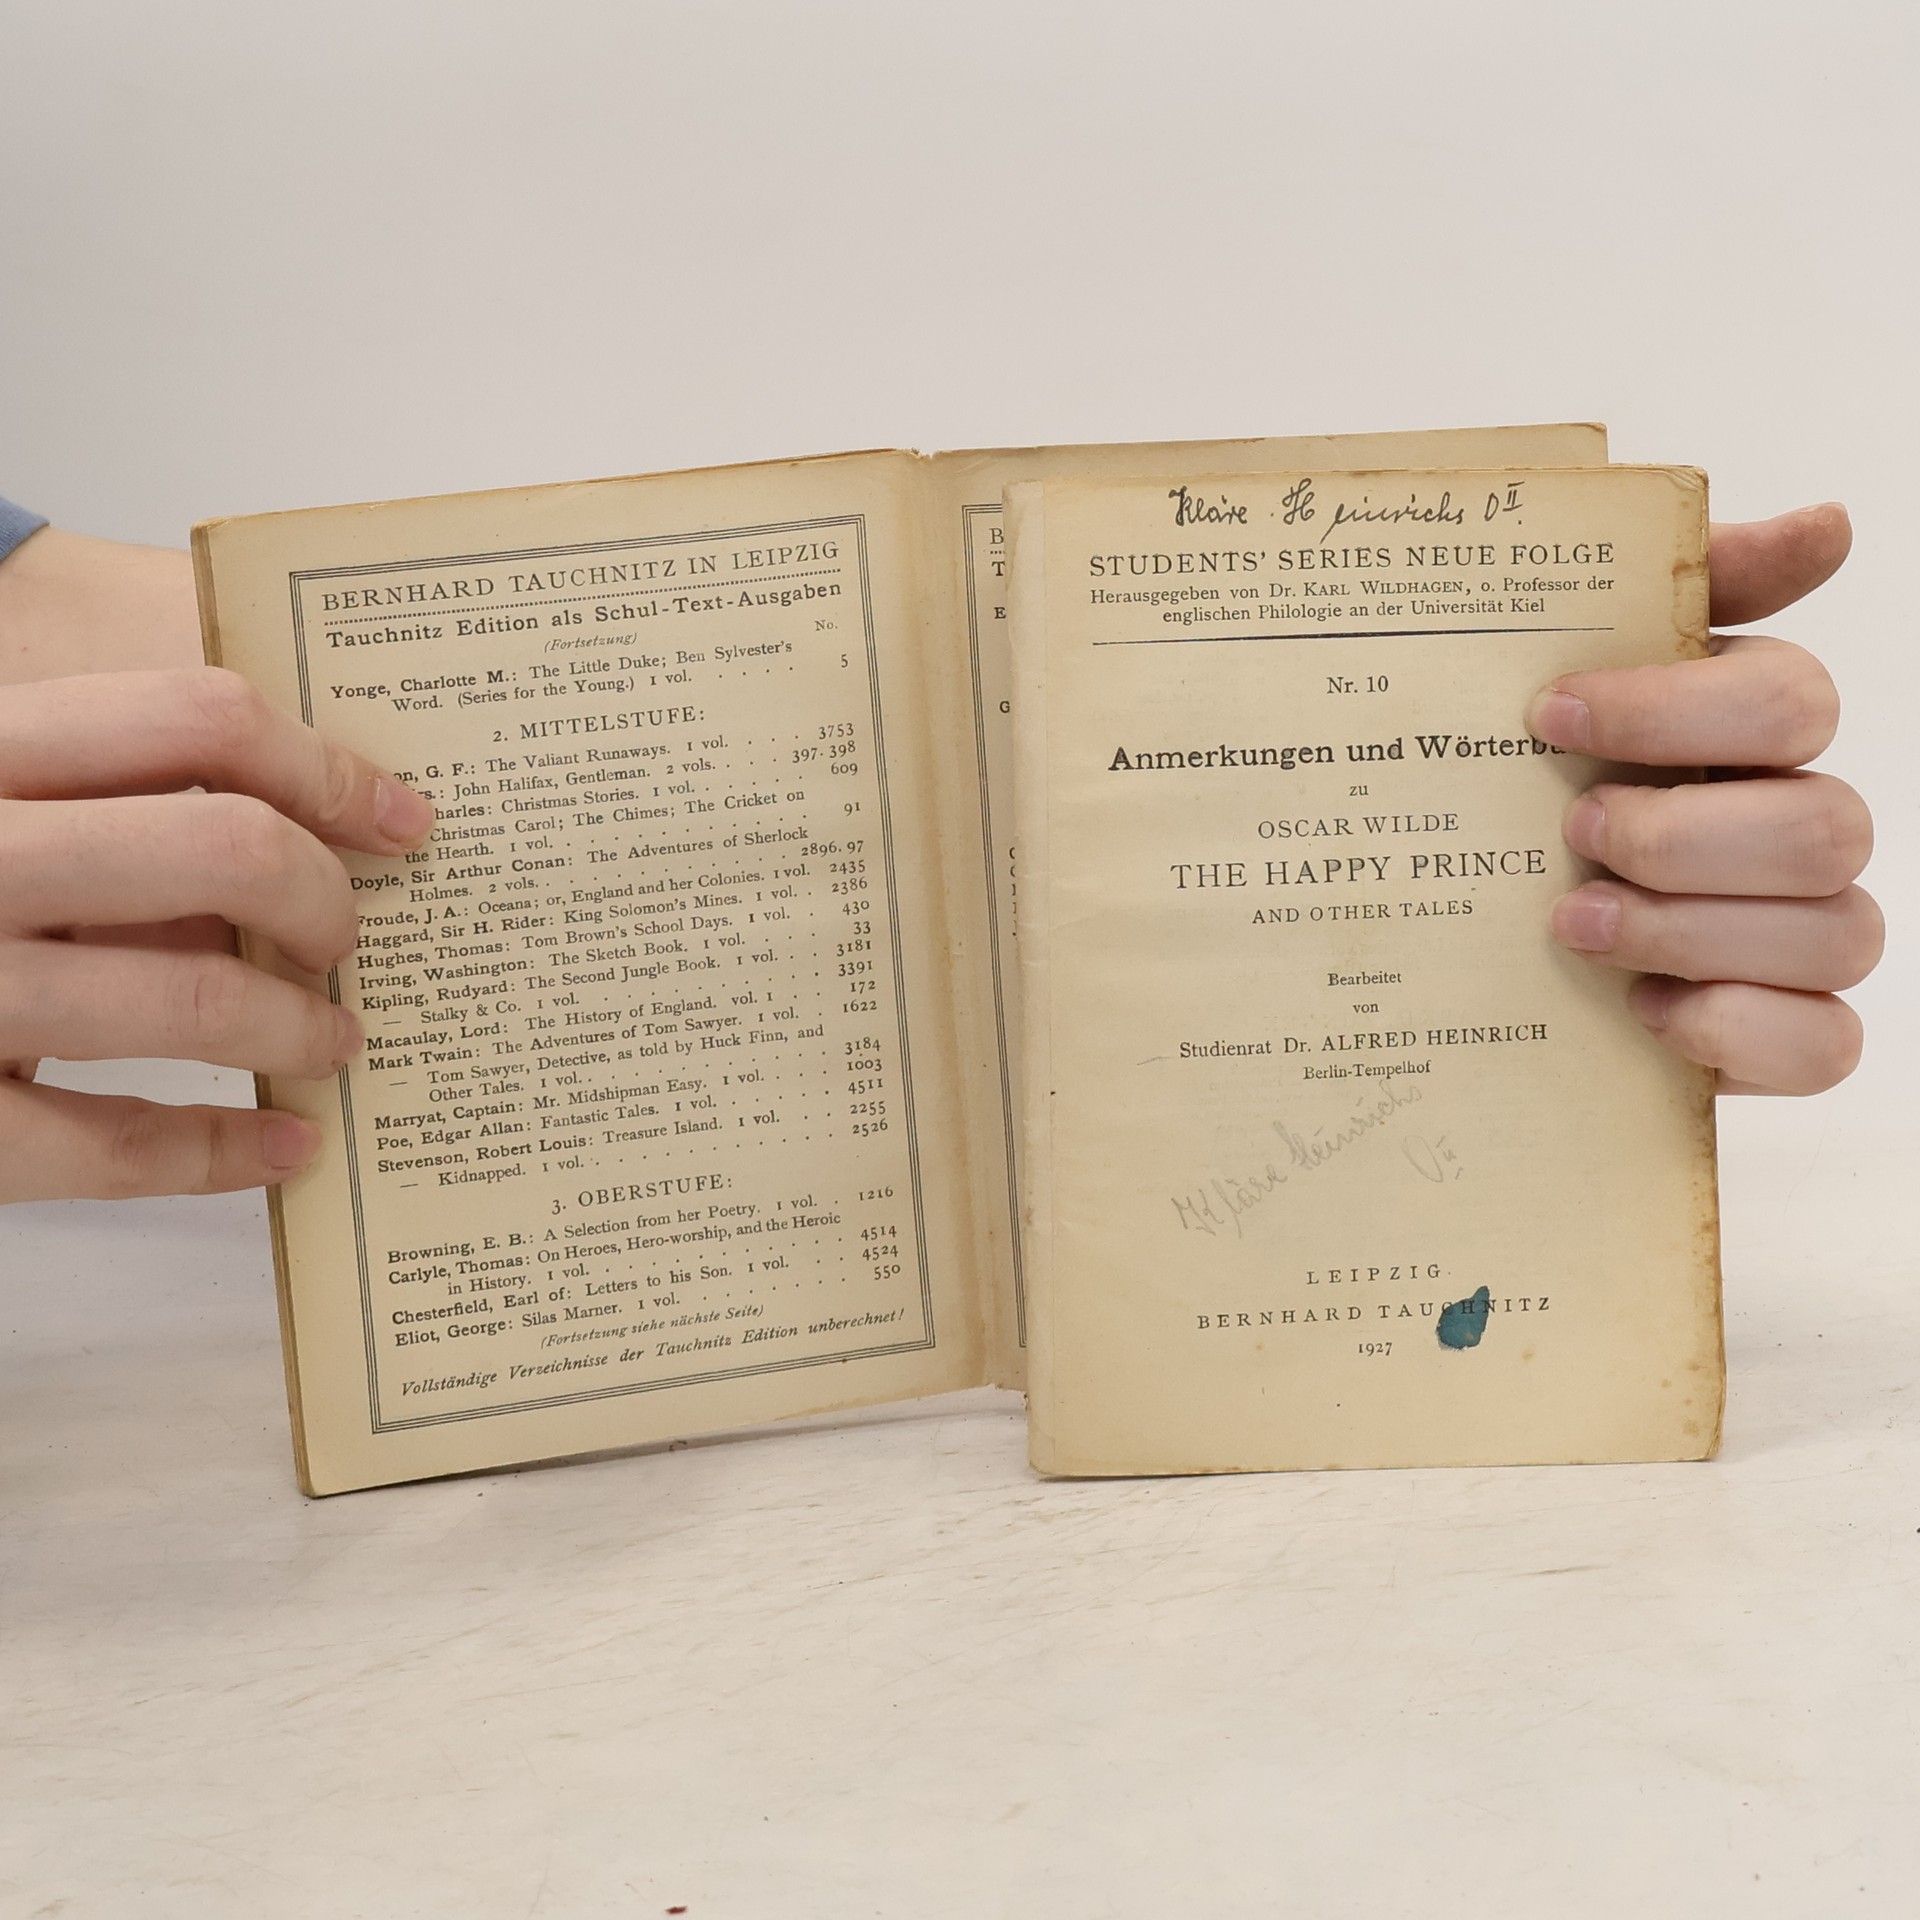 BERNHARD TAUCHNITZ IN LEIPZIG
Tauchnitz Edition als Schul-Text-Ausgaben
(Fortsetzung)
No.
Yonge, Charlotte M.: The Little Duke; Ben Sylvester's
Word. (Series for the Young.) 1 vol. . . . . 5
2. MITTELSTUFE:
on, G. F.: The Valiant Runaways. 1 vol. . . . 3753
rs.: John Halifax, Gentleman. 2 vols. . . . 397. 398
harles: Christmas Stories. 1 vol. . . . . . 609
Christmas Carol; The Chimes; The Cricket on
the Hearth. 1 vol. . . . . . . . . . . 91
Doyle, Sir Arthur Conan: The Adventures of Sherlock
Holmes. 2 vols. . . . . . . . . . 2896. 97
Froude, J. A.: Oceana; or, England and her Colonies. 1 vol. 2435
Haggard, Sir H. Rider: King Solomon's Mines. 1 vol. . 2386
Hughes, Thomas: Tom Brown's School Days. 1 vol. . 430
Irving, Washington: The Sketch Book. 1 vol. . . . 33
Kipling, Rudyard: The Second Jungle Book. 1 vol. . . 3181
— Stalky & Co. 1 vol. . . . . . . . . . 3391
Macaulay, Lord: The History of England. vol. 1 . . 172
Mark Twain: The Adventures of Tom Sawyer. 1 vol. . 1622
— Tom Sawyer, Detective, as told by Huck Finn, and
Other Tales. 1 vol. . . . . . . . . . 3184
Marryat, Captain: Mr. Midshipman Easy. 1 vol. . . . 1003
Poe, Edgar Allan: Fantastic Tales. 1 vol. . . . . . 4511
Stevenson, Robert Louis: Treasure Island. 1 vol. . . 2255
— Kidnapped. 1 vol. . . . . . . . . . 2526
3. OBERSTUFE:
Browning, E. B.: A Selection from her Poetry. 1 vol. . 1216
Carlyle, Thomas: On Heroes, Hero-worship, and the Heroic
in History. 1 vol. . . . . . . . . . . 4514
Chesterfield, Earl of: Letters to his Son. 1 vol. . . 4524
Eliot, George: Silas Marner. 1 vol. . . . . . . 550
(Fortsetzung siehe nächste Seite)
Vollständige Verzeichnisse der Tauchnitz Edition unberechnet!
Kläre Heinrichs O II.
STUDENTS' SERIES NEUE FOLGE
Herausgegeben von Dr. KARL WILDHAGEN, o. Professor der
englischen Philologie an der Universität Kiel
Nr. 10
Anmerkungen und Wörterbu
zu
OSCAR WILDE
THE HAPPY PRINCE
AND OTHER TALES
Bearbeitet
von
Studienrat Dr. ALFRED HEINRICH
Berlin-Tempelhof
Kläre Heinrichs
O II
LEIPZIG
BERNHARD TAUCHNITZ
1927